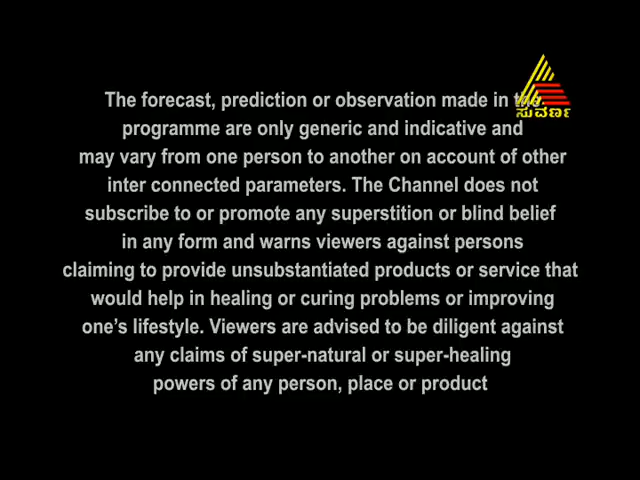 The forecast, prediction or observation made in the
programme are only generic and indicative and
may vary from one person to another on account of other
inter connected parameters. The Channel does not
subscribe to or promote any superstition or blind belief
in any form and warns viewers against persons
claiming to provide unsubstantiated products or service that
would help in healing or curing problems or improving
one's lifestyle. Viewers are advised to be diligent against
any claims of super-natural or super-healing
powers of any person, place or product
ಸುವರ್ಣ